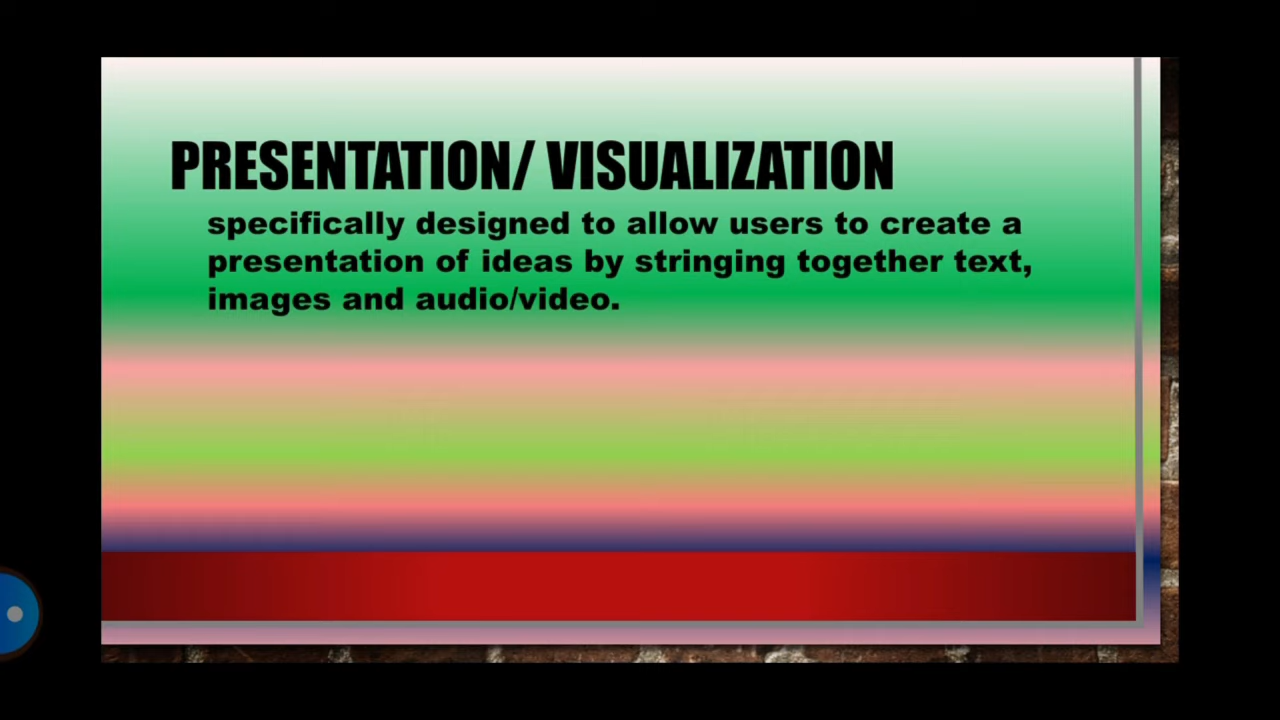 PRESENTATION/ VISUALIZATION
specifically designed to allow users to create a
presentation of ideas by stringing together text,
images and audio/video.